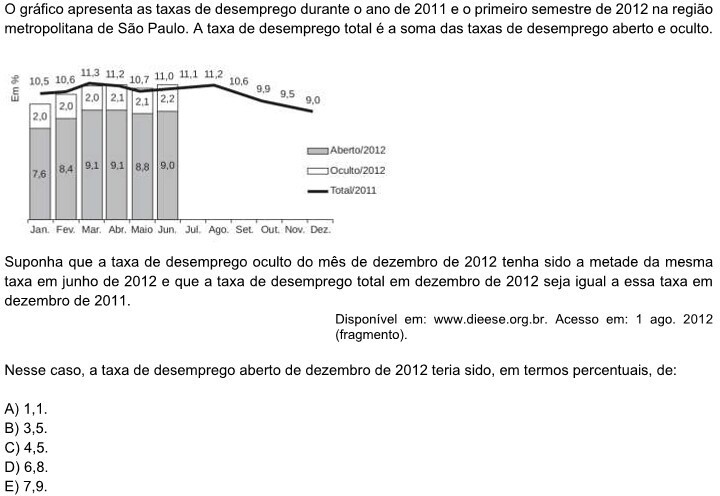 O gráfico apresenta as taxas de desemprego durante o ano de 2011 e o primeiro semestre de 2012 na região
metropolitana de São Paulo. A taxa de desemprego total é a soma das taxas de desemprego aberto e oculto.
Em %
10,5 10,6 11,3 11,2 10,7 11,0 11,1 11,2 10,6 9,9 9,5 9,0
2,0 2,0 2,0 2,1 2,1 2,2
7,6 8,4 9,1 9,1 8,8 9,0
Aberto/2012
Oculto/2012
Total/2011
Jan. Fev. Mar. Abr. Maio Jun. Jul. Ago. Set. Out. Nov. Dez.
Suponha que a taxa de desemprego oculto do mês de dezembro de 2012 tenha sido a metade da mesma
taxa em junho de 2012 e que a taxa de desemprego total em dezembro de 2012 seja igual a essa taxa em
dezembro de 2011.
Disponível em: www.dieese.org.br. Acesso em: 1 ago. 2012
(fragmento).
Nesse caso, a taxa de desemprego aberto de dezembro de 2012 teria sido, em termos percentuais, de:
A) 1,1.
B) 3,5.
C) 4,5.
D) 6,8.
E) 7,9.